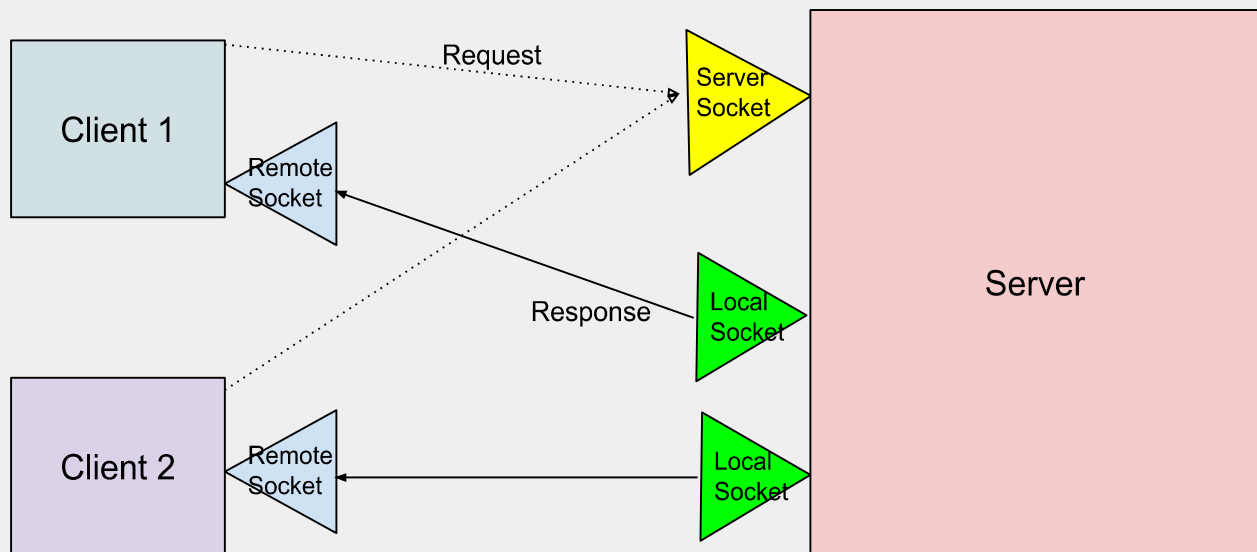 Request
Server
Socket
Client 1
Remote
Socket
Server
Local
Socket
Response
Client 2
Remote
Socket
Local
Socket